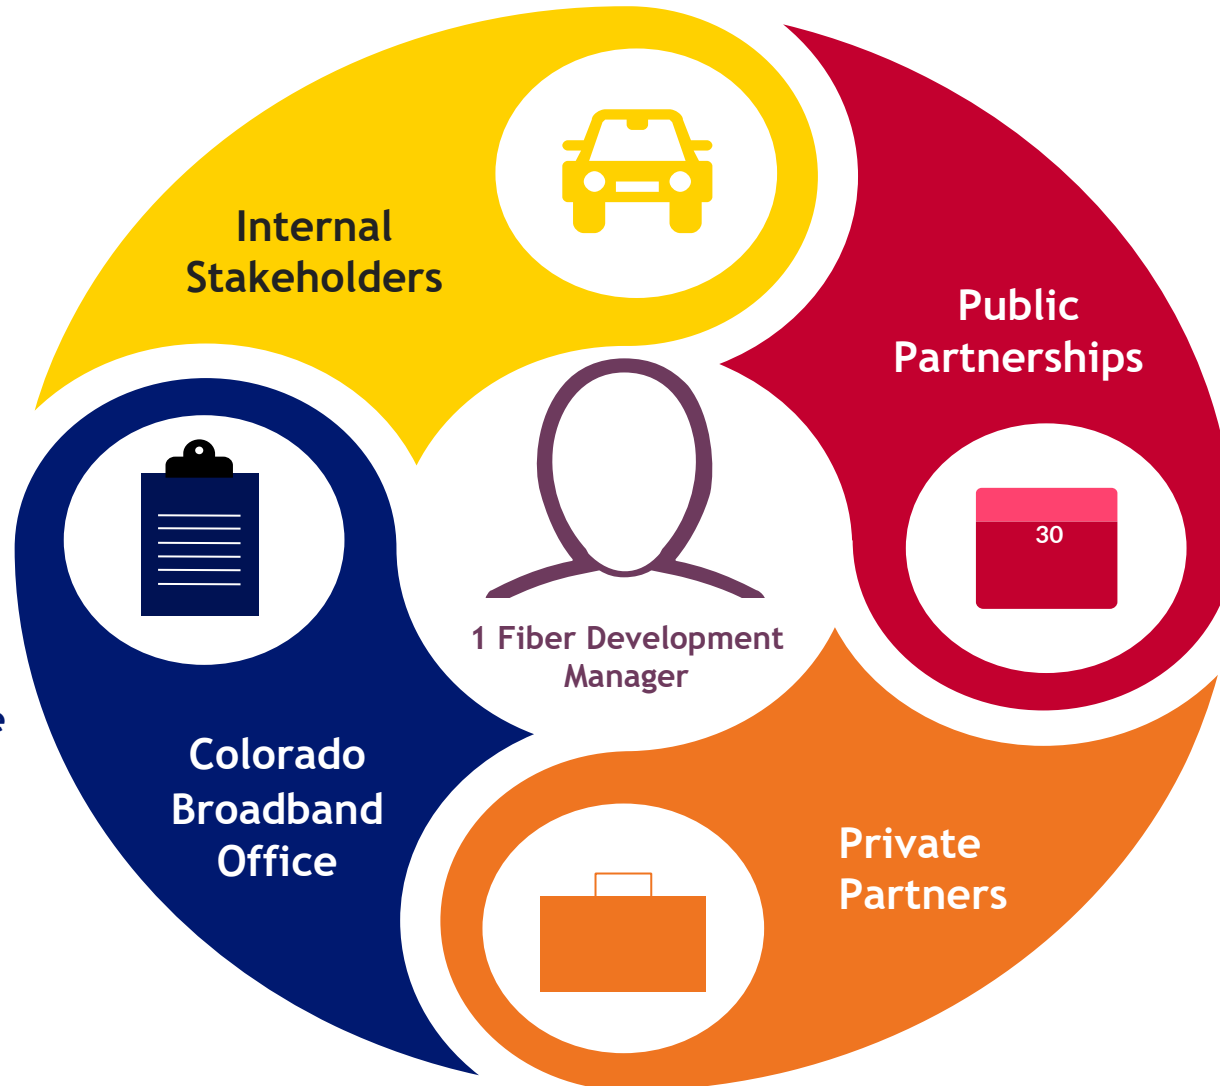 Internal
Stakeholders
Public
Partnerships
30
1 Fiber Development
Manager
Colorado
Broadband
Office
Private
Partners